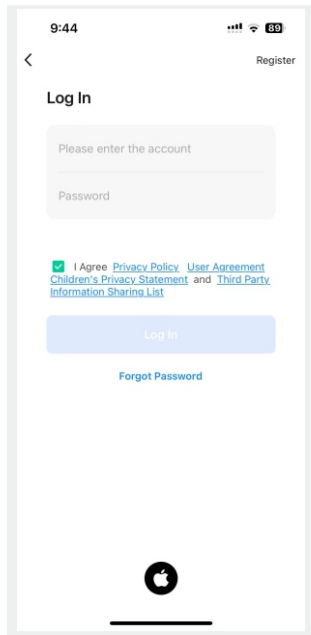 9:44
89
Register
Log In
Please enter the account
Password
I Agree Privacy Policy User Agreement
Children's Privacy Statement and Third Party
Information Sharing List
Log In
Forgot Password